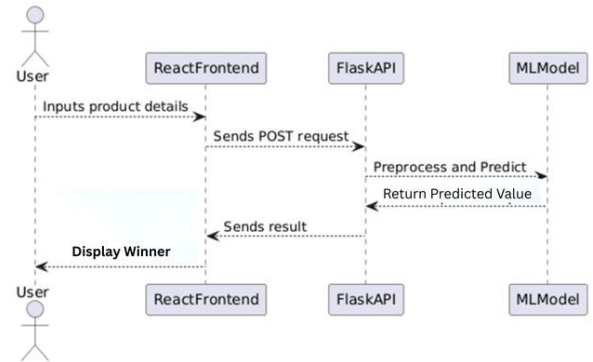 User
ReactFrontend
FlaskAPI
MLModel
Inputs product details
Sends POST request
Preprocess and Predict
Return Predicted Value
Sends result
Display Winner
User
ReactFrontend
FlaskAPI
MLModel